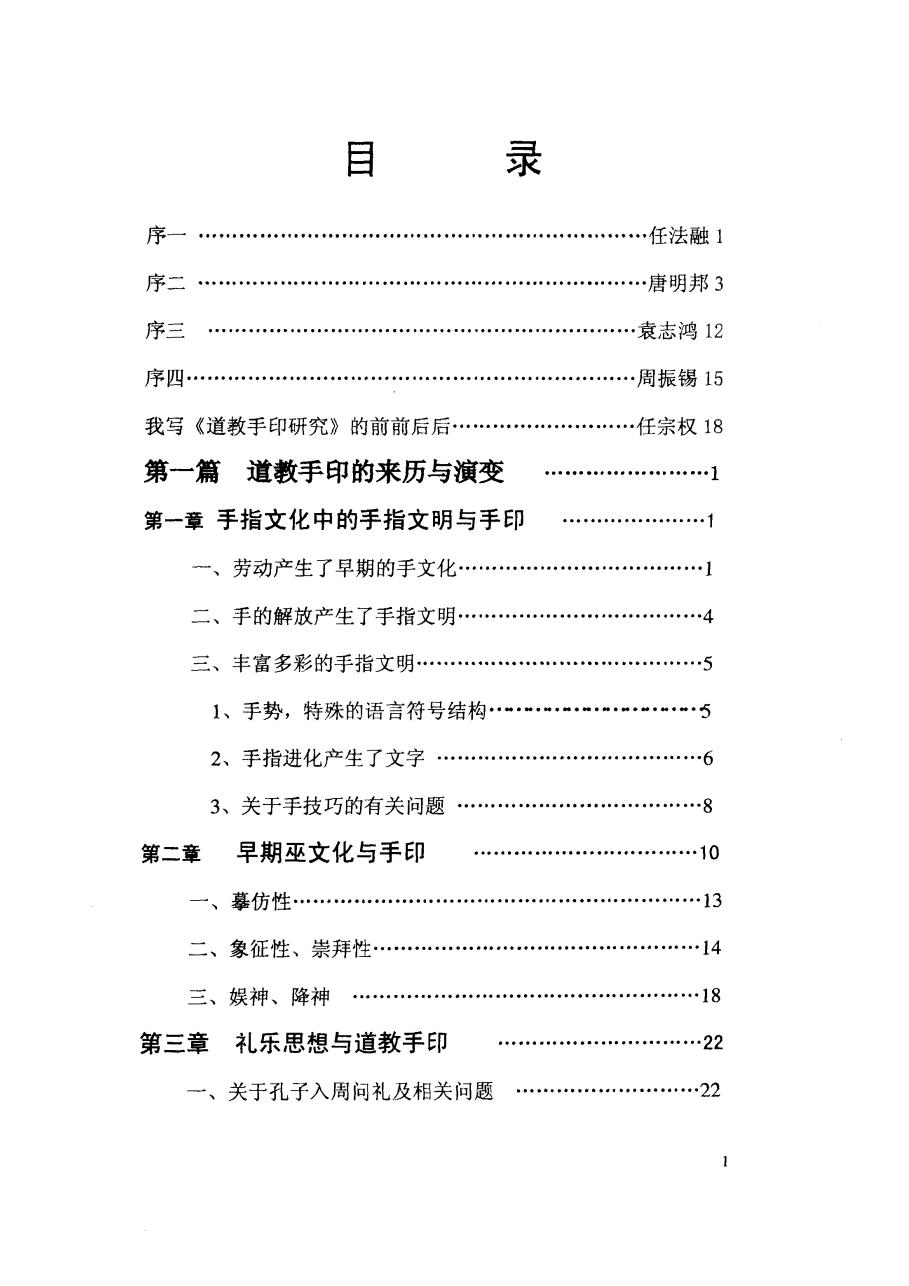 目 录
序一 ……………………………………………………………任法融 1
序二 ……………………………………………………………唐明邦 3
序三 …………………………………………………………袁志鸿 12
序四……………………………………………………………周振锡 15
我写《道教手印研究》的前前后后………………………任宗权 18
第一篇 道教手印的来历与演变 ……………………1
第一章 手指文化中的手指文明与手印 …………………1
一、劳动产生了早期的手文化………………………………1
二、手的解放产生了手指文明………………………………4
三、丰富多彩的手指文明……………………………………5
1、手势，特殊的语言符号结构……………………………5
2、手指进化产生了文字 …………………………………6
3、关于手技巧的有关问题 ………………………………8
第二章 早期巫文化与手印 ……………………………10
一、摹仿性……………………………………………………13
二、象征性、崇拜性…………………………………………14
三、娱神、降神 ……………………………………………18
第三章 礼乐思想与道教手印 …………………………22
一、关于孔子入周问礼及相关问题 ………………………22
1